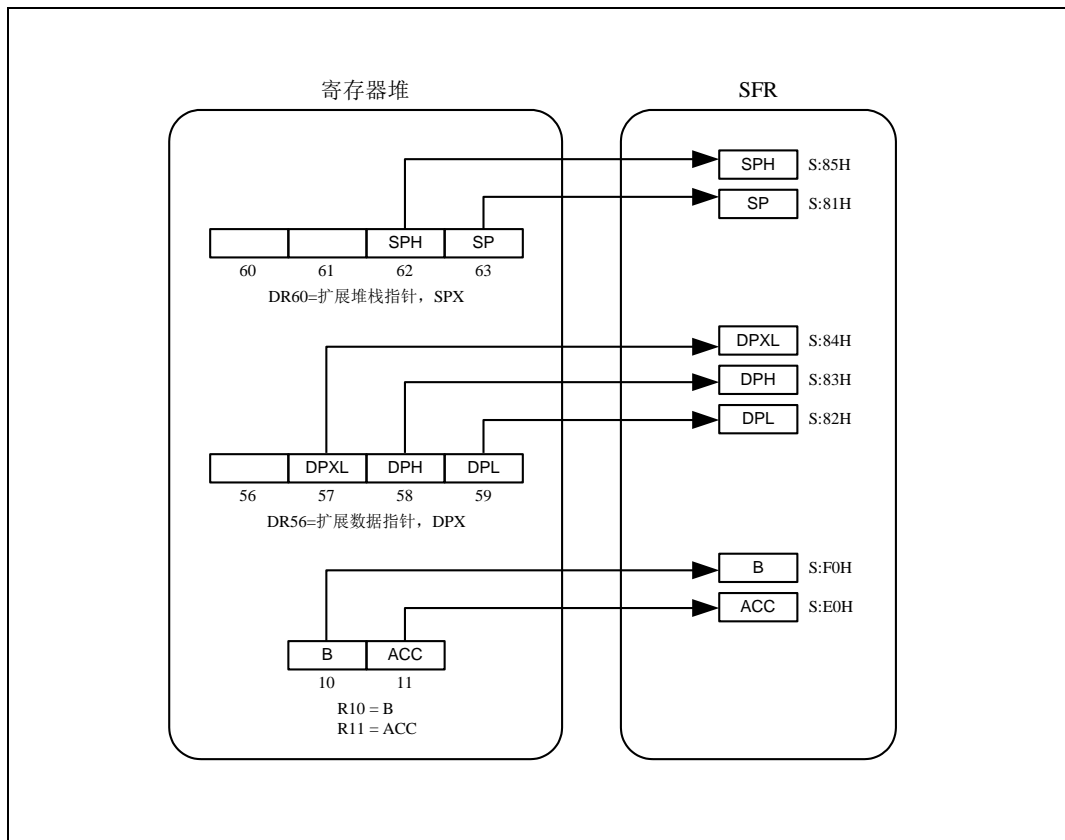 寄存器堆
SFR
SPH S:85H
SP S:81H
SPH SP
60 61 62 63
DR60=扩展堆栈指针，SPX
DPXL S:84H
DPH S:83H
DPL S:82H
DPXL DPH DPL
56 57 58 59
DR56=扩展数据指针，DPX
B S:F0H
ACC S:E0H
B ACC
10 11
R10 = B
R11 = ACC